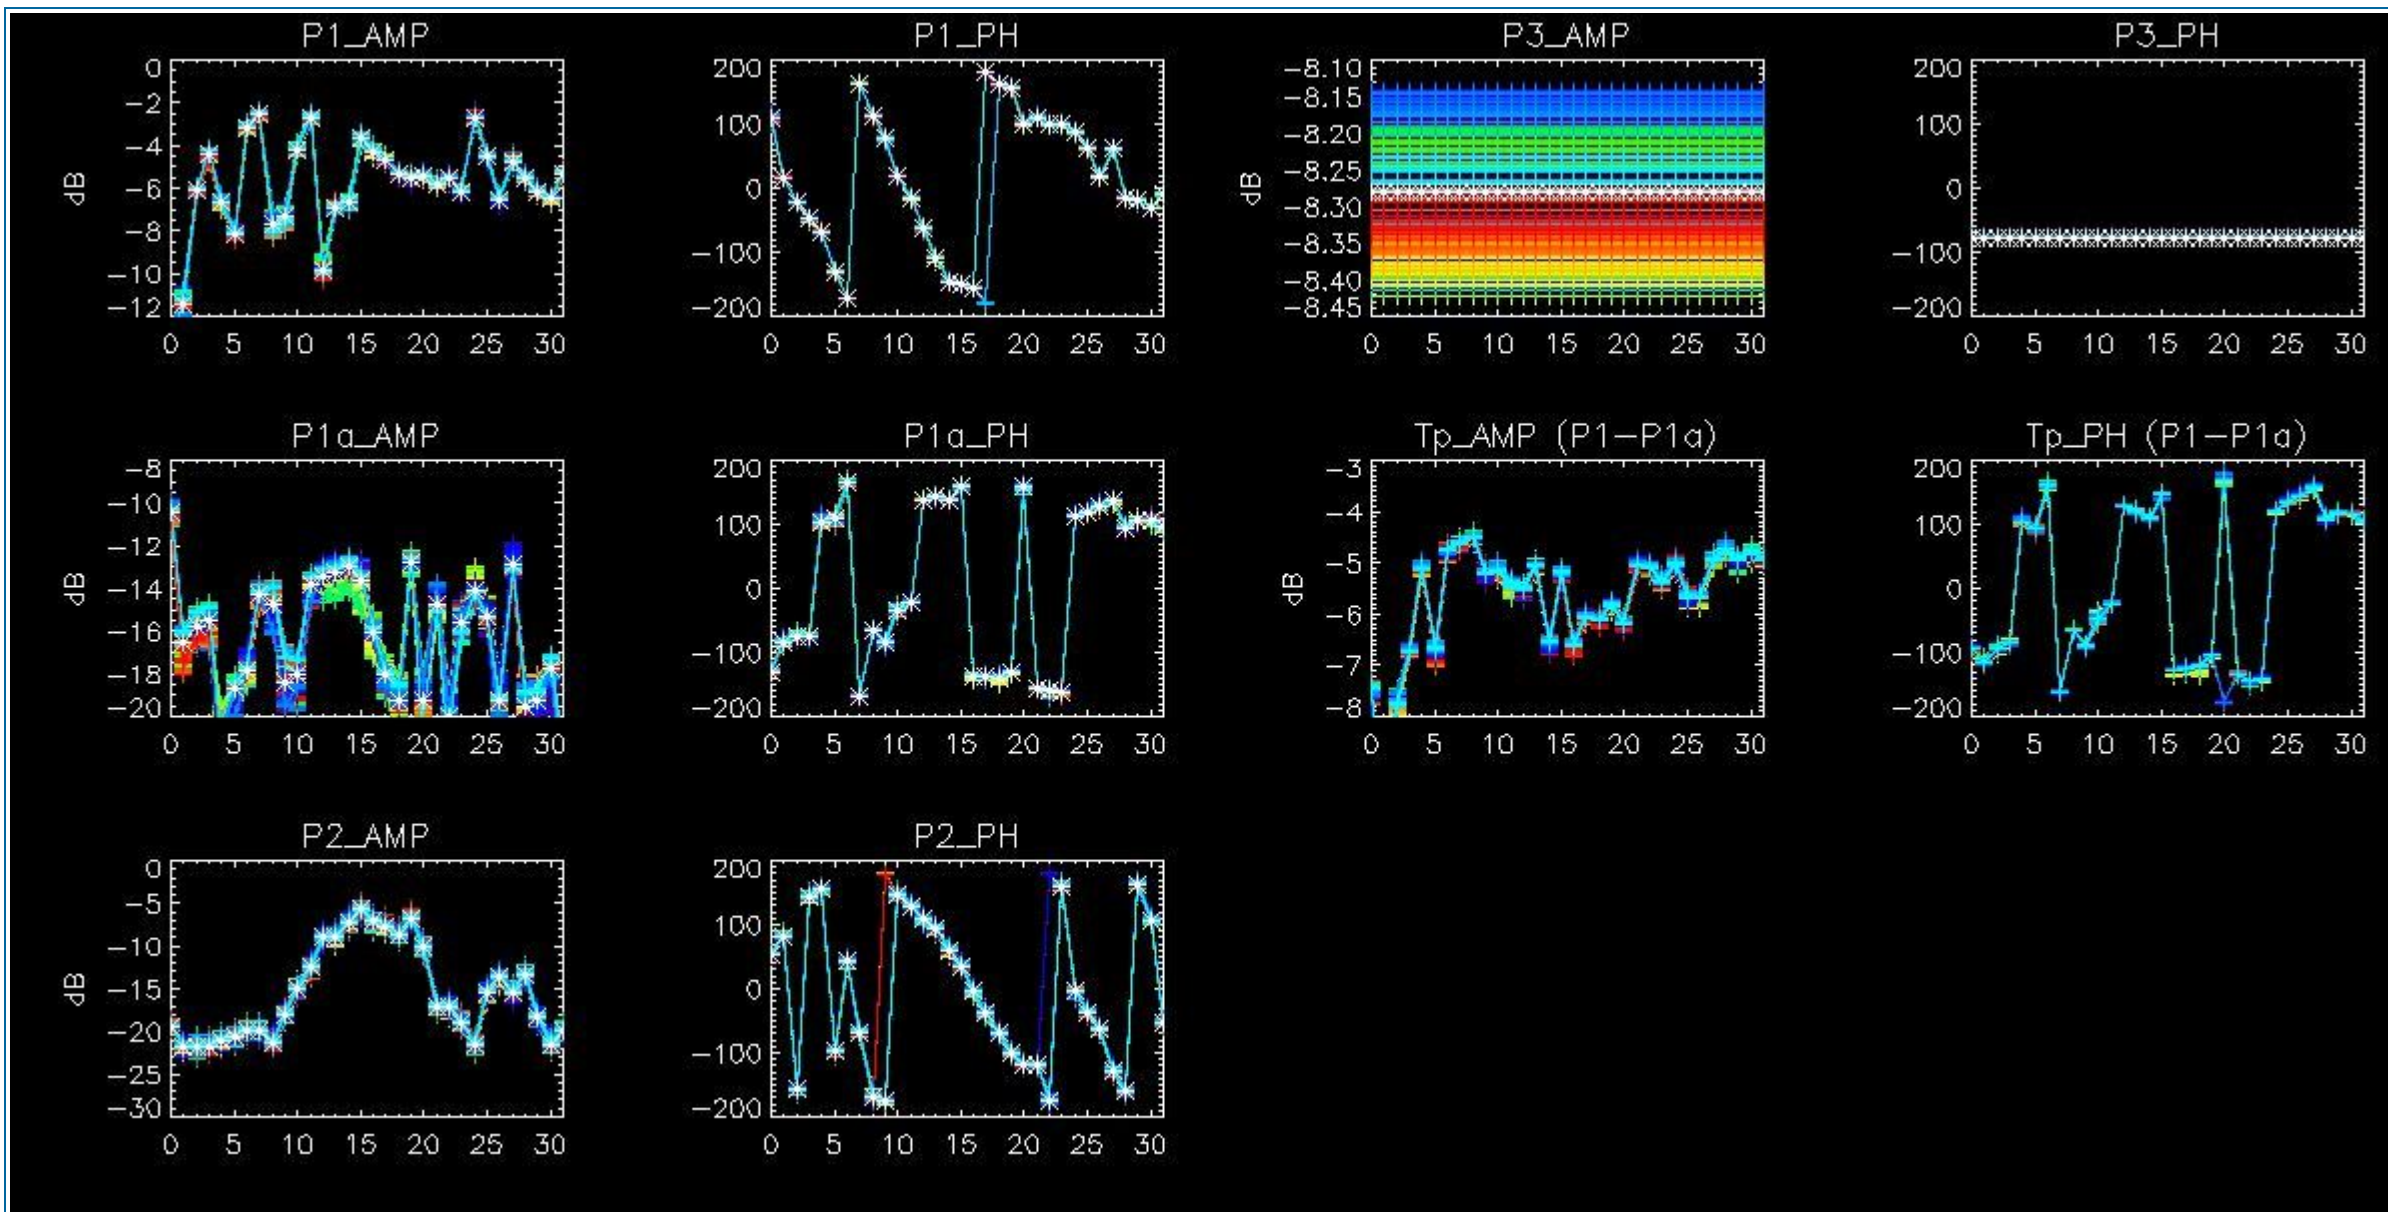 P1_AMP P1_PH P3_AMP P3_PH
0 200 -8.10 200
-2 100 -8.15 100
-4 0 -8.20 0
-6 -100 -8.25 -100
-8 -200 -8.30 -200
-10 -8.35
-12 -8.40
-8.45
dB dB
0 5 10 15 20 25 30 0 5 10 15 20 25 30 0 5 10 15 20 25 30 0 5 10 15 20 25 30
P1a_AMP P1a_PH Tp_AMP (P1-P1a) Tp_PH (P1-P1a)
-8 200 -3 200
-10 100 -4 100
-12 0 -5 0
-14 -100 -6 -100
-16 -200 -7 -200
-18 -8
-20
dB dB
0 5 10 15 20 25 30 0 5 10 15 20 25 30 0 5 10 15 20 25 30 0 5 10 15 20 25 30
P2_AMP P2_PH
0 200
-5 100
-10 0
-15 -100
-20 -200
-25
-30
dB
0 5 10 15 20 25 30 0 5 10 15 20 25 30